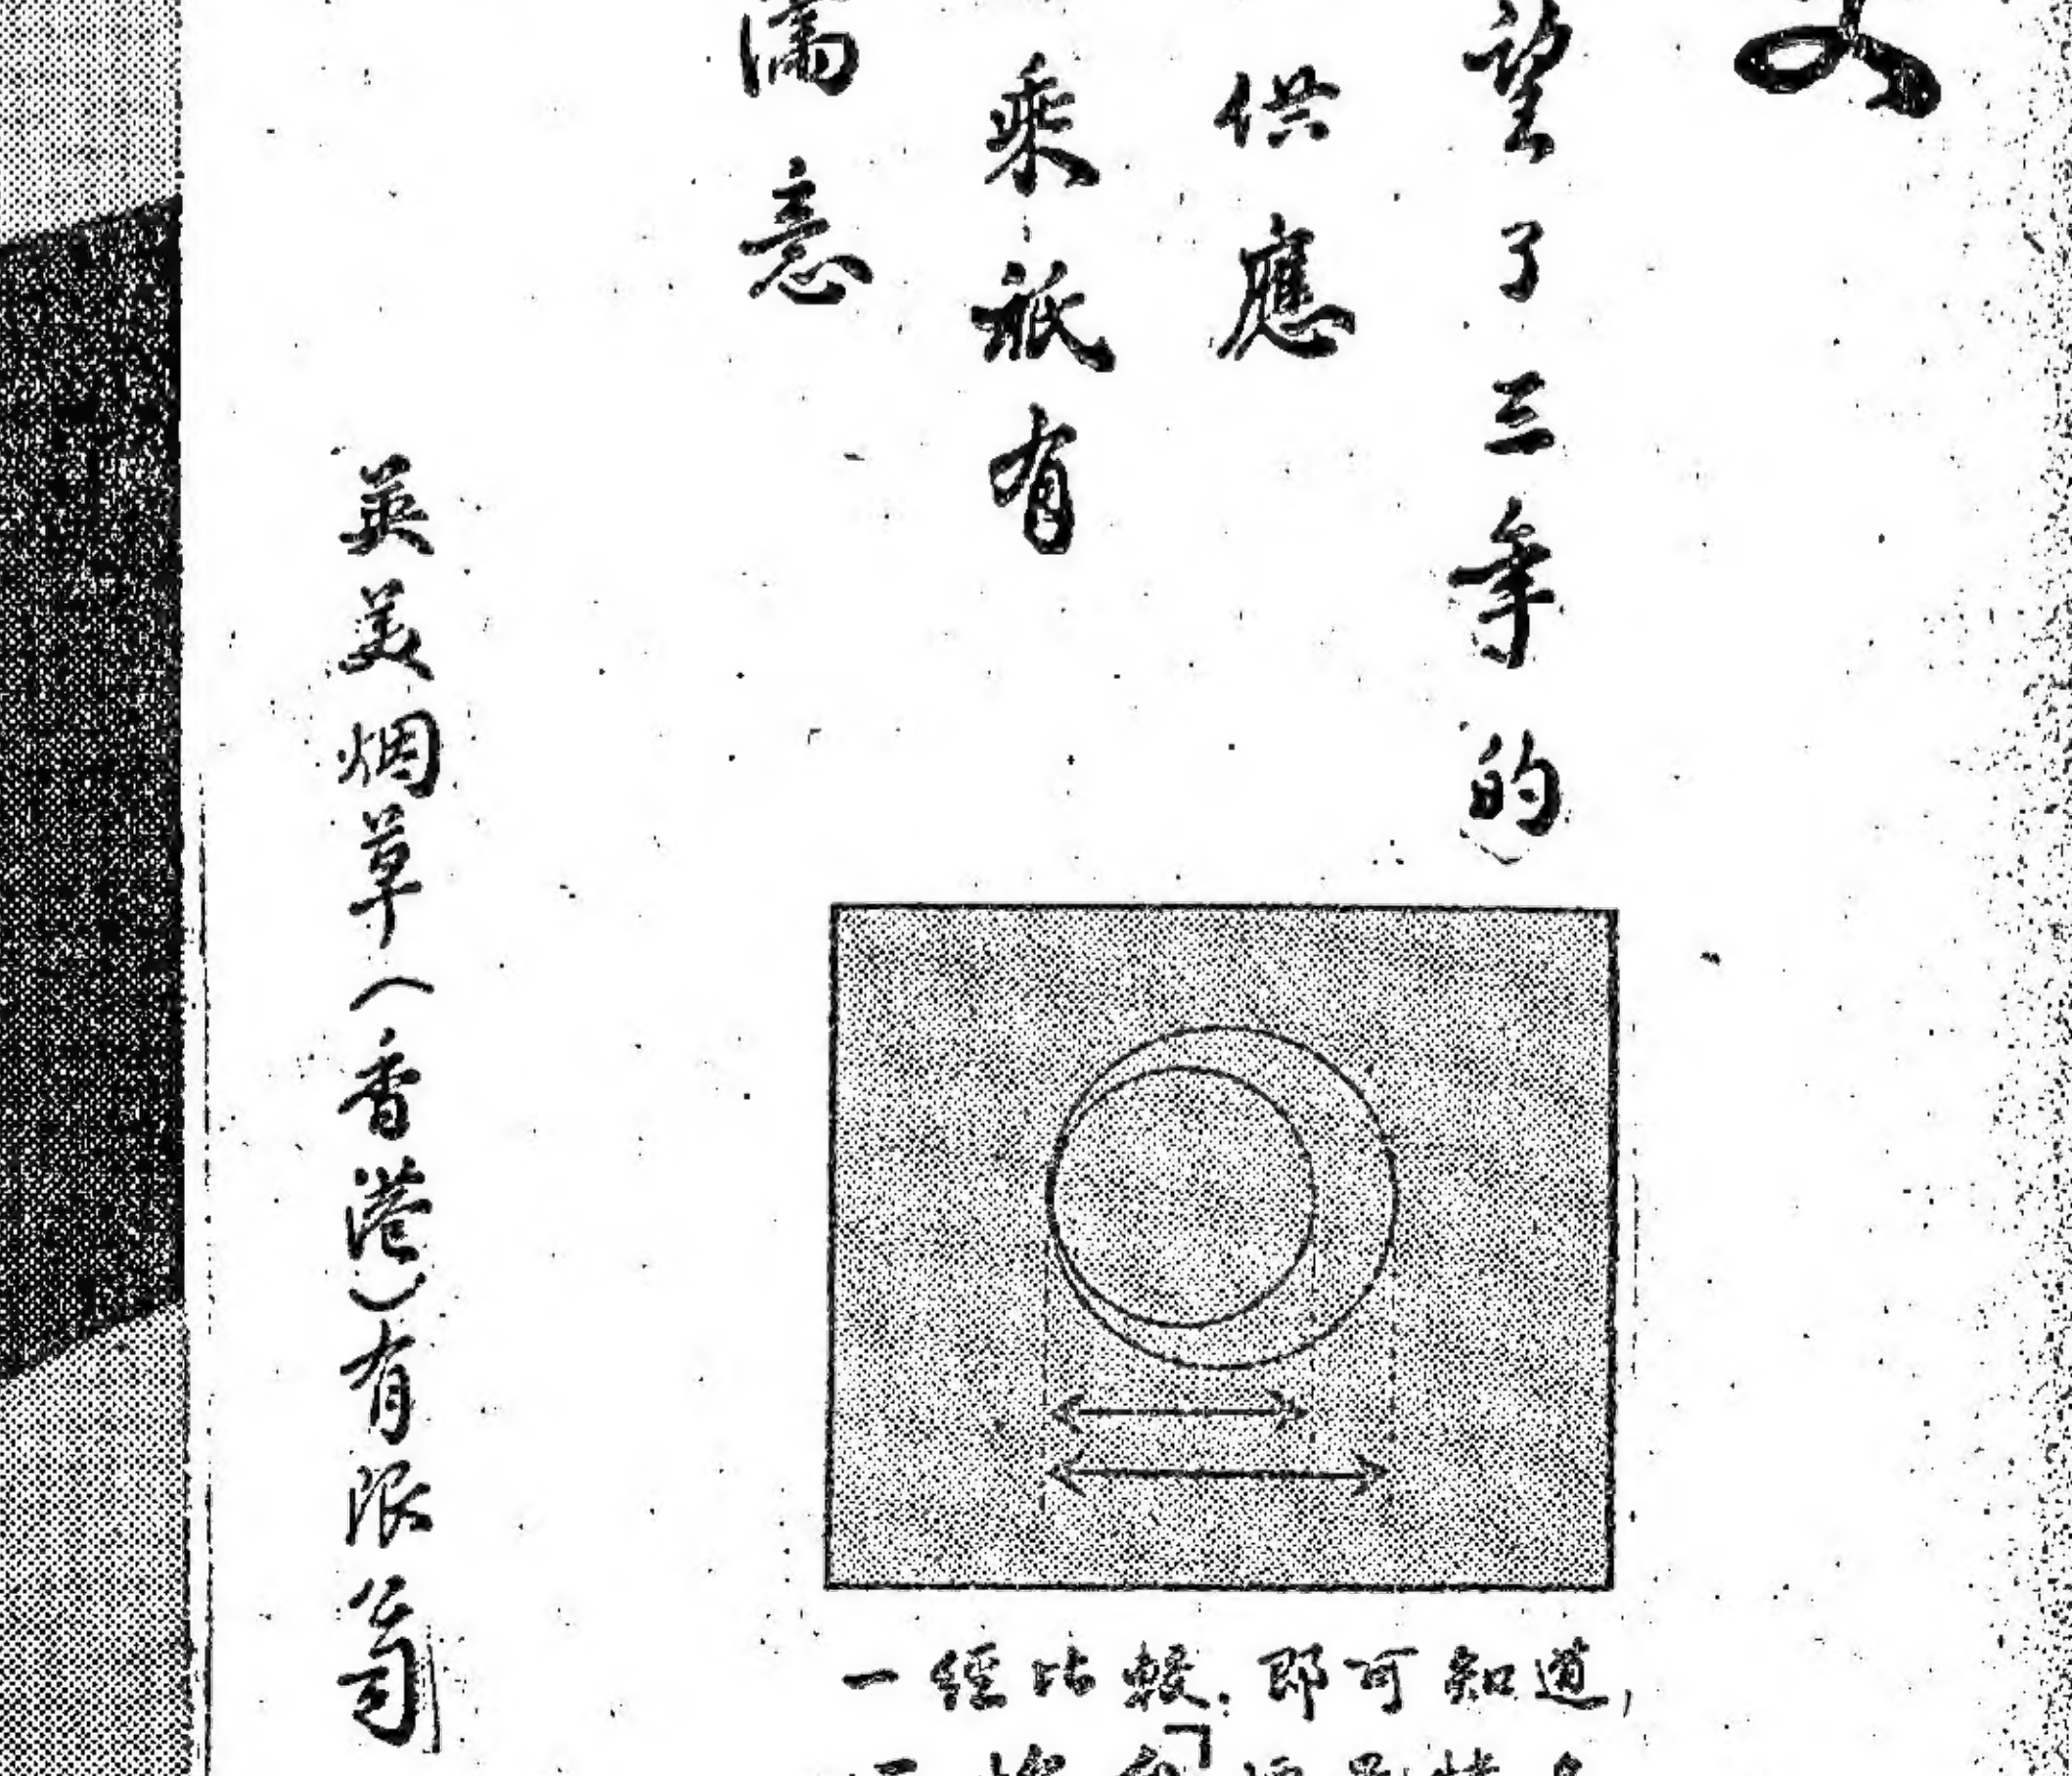 望了三年的
供應
乘祇有
滿意
英美烟草(香港)有限公司
一經比較.即可知道,